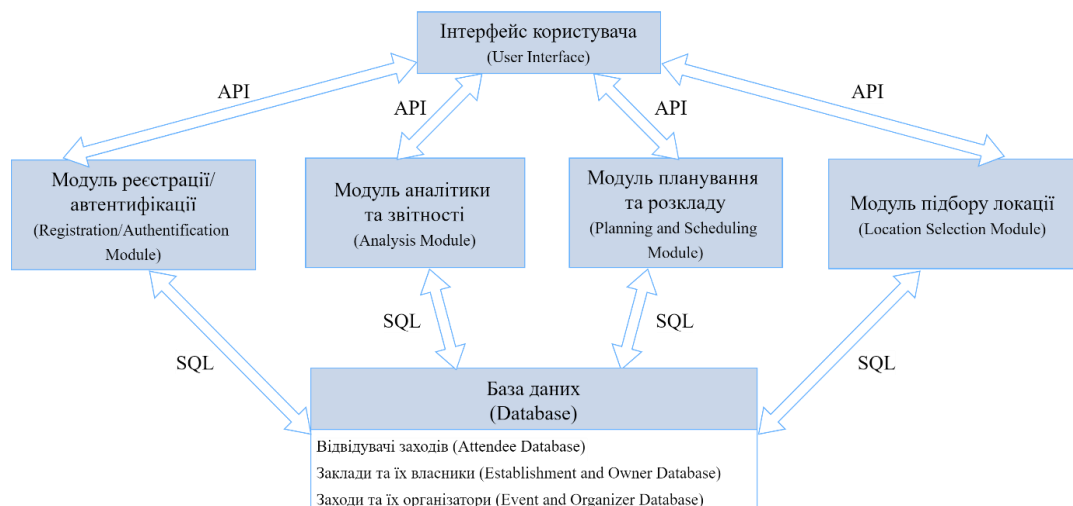 Інтерфейс користувача
(User Interface)
API
API
API
API
Модуль реєстрації/
автентифікації
(Registration/Authentification
Module)
Модуль аналітики
та звітності
(Analysis Module)
Модуль планування
та розкладу
(Planning and Scheduling
Module)
Модуль підбору локації
(Location Selection Module)
SQL
SQL
SQL
SQL
База даних
(Database)
Відвідувачі заходів (Attendee Database)
Заклади та їх власники (Establishment and Owner Database)
Заходи та їх організатори (Event and Organizer Database)